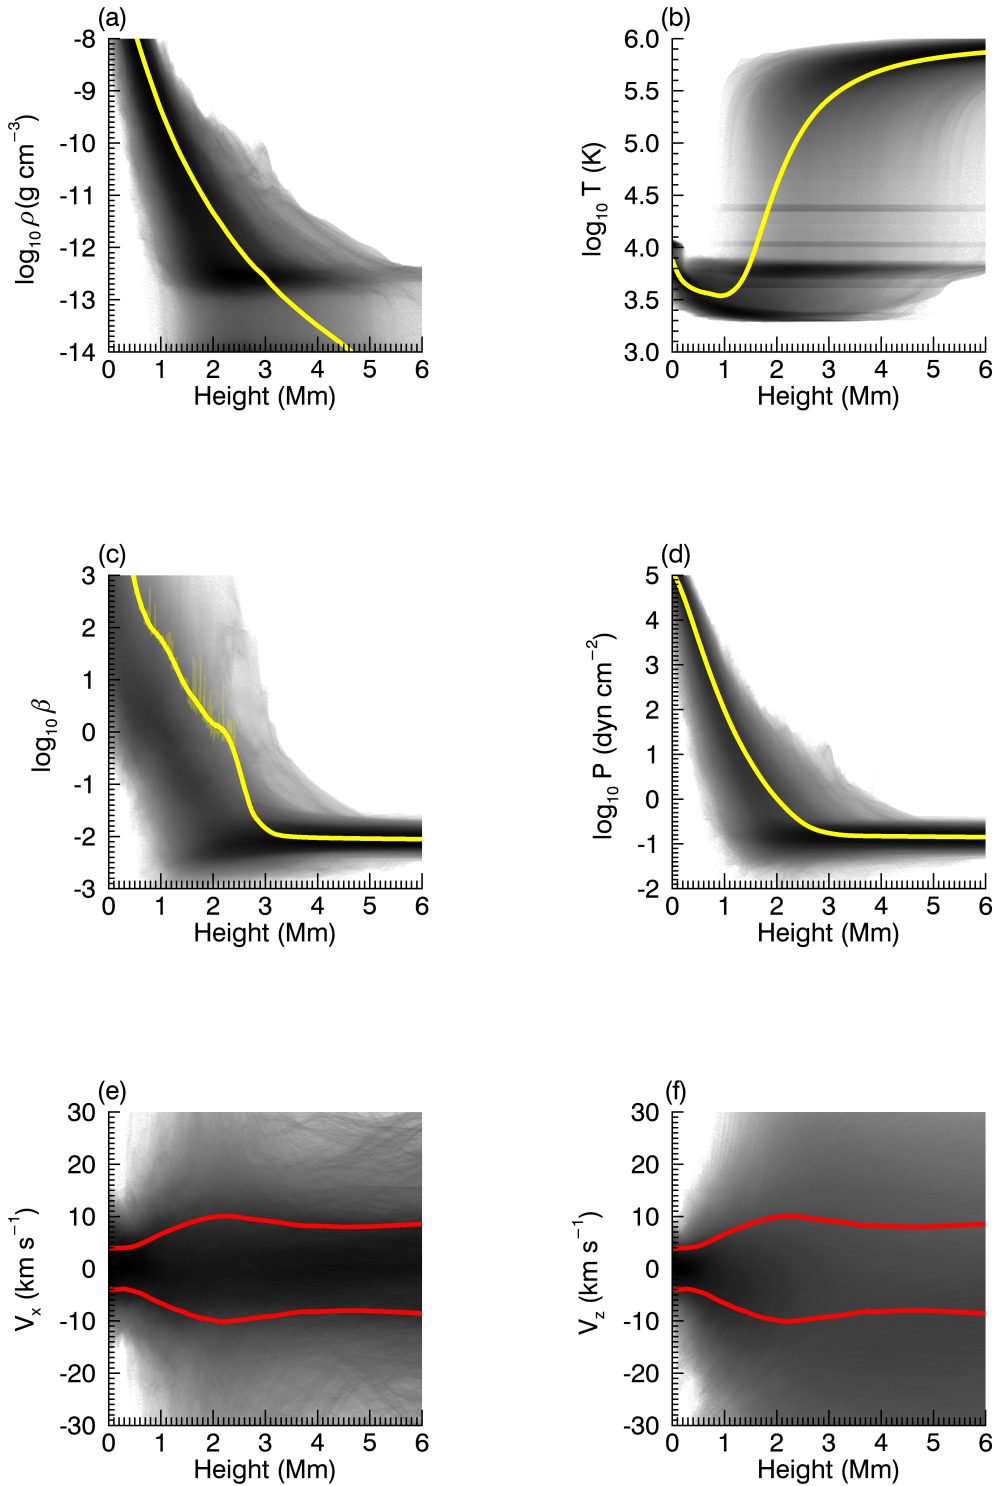 (a)
log₁₀ ρ (g cm⁻³)
-8
-9
-10
-11
-12
-13
-14
0 1 2 3 4 5 6
Height (Mm)
(b)
log₁₀ T (K)
6.0
5.5
5.0
4.5
4.0
3.5
3.0
0 1 2 3 4 5 6
Height (Mm)
(c)
log₁₀ β
3
2
1
0
-1
-2
-3
0 1 2 3 4 5 6
Height (Mm)
(d)
log₁₀ P (dyn cm⁻²)
5
4
3
2
1
0
-1
-2
0 1 2 3 4 5 6
Height (Mm)
(e)
Vₓ (km s⁻¹)
30
20
10
0
-10
-20
-30
0 1 2 3 4 5 6
Height (Mm)
(f)
V_z (km s⁻¹)
30
20
10
0
-10
-20
-30
0 1 2 3 4 5 6
Height (Mm)